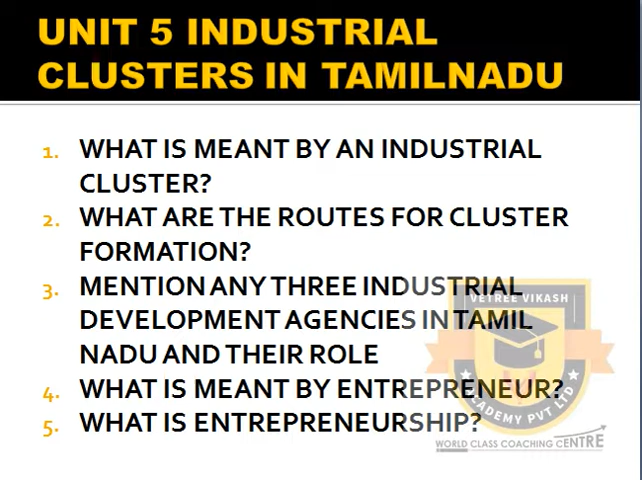 UNIT 5 INDUSTRIAL
CLUSTERS IN TAMILNADU
1. WHAT IS MEANT BY AN INDUSTRIAL
CLUSTER?
2. WHAT ARE THE ROUTES FOR CLUSTER
FORMATION?
3. MENTION ANY THREE INDUSTRIAL
DEVELOPMENT AGENCIES IN TAMIL
NADU AND THEIR ROLE
4. WHAT IS MEANT BY ENTREPRENEUR?
5. WHAT IS ENTREPRENEURSHIP?
VETREE VIKASH
ACADEMY PVT LTD
WORLD CLASS COACHING CENTRE